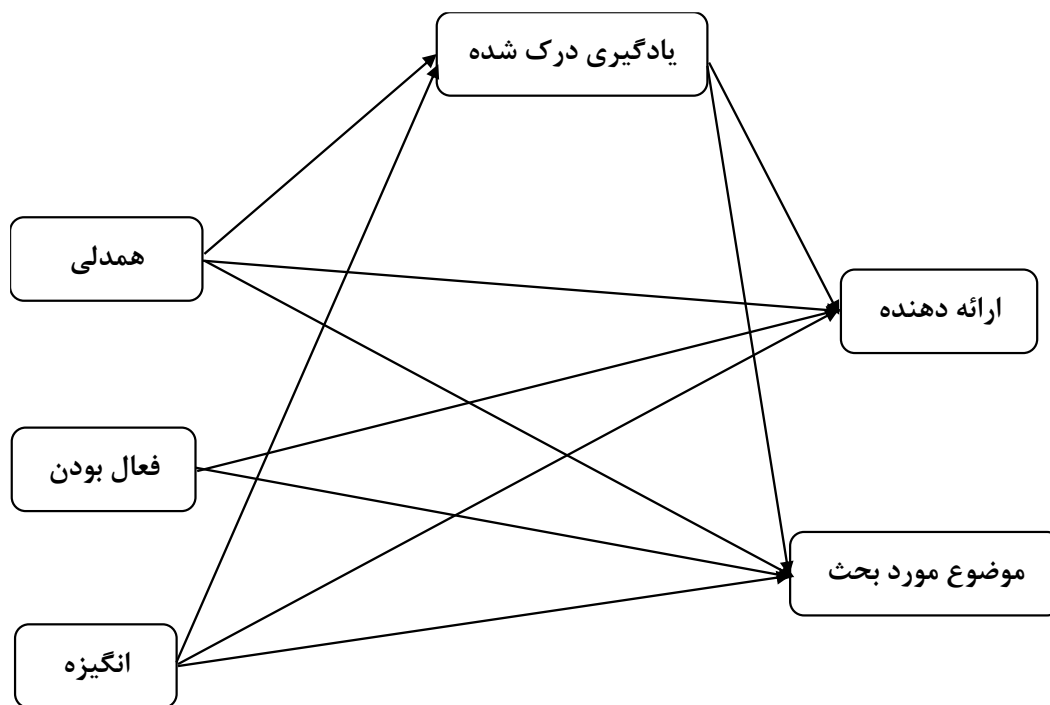 یادگیری درک شده
همدلی
ارائه دهنده
فعال بودن
موضوع مورد بحث
انگیزه